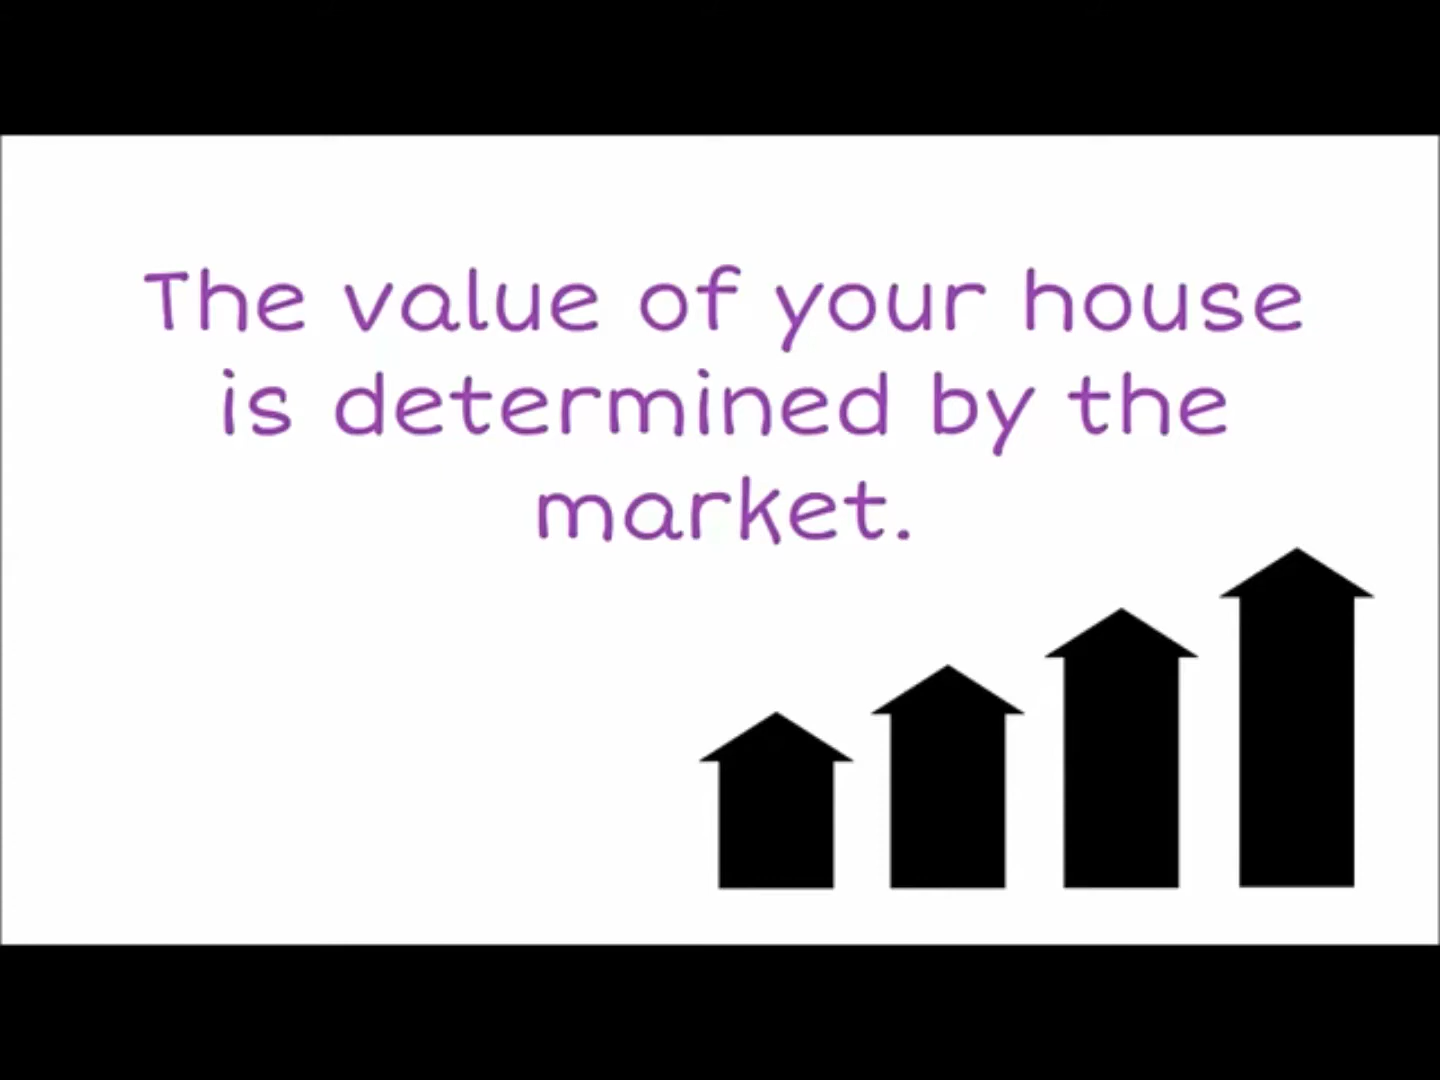 The value of your house
is determined by the
market.